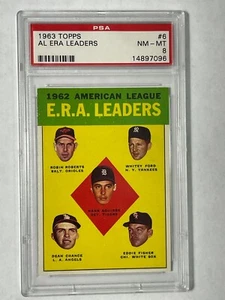 PSA
1963 TOPPS #6
AL ERA LEADERS NM-MT
8
14897096
1962 AMERICAN LEAGUE
E.R.A. LEADERS
ROBIN ROBERTS
BALT. ORIOLES
WHITEY FORD
N. Y. YANKEES
HANK AGUIRRE
DET. TIGERS
DEAN CHANCE
L. A. ANGELS
EDDIE FISHER
CHI. WHITE SOX